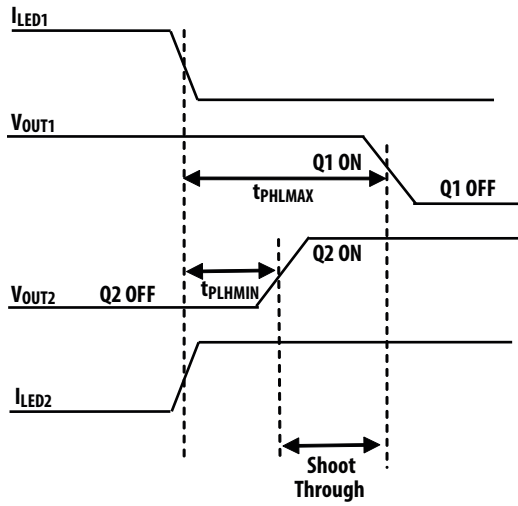 ILED1
VOUT1
Q1 ON
tPHLMAX
Q1 OFF
Q2 ON
tPLHMIN
VOUT2
Q2 OFF
ILED2
Shoot
Through